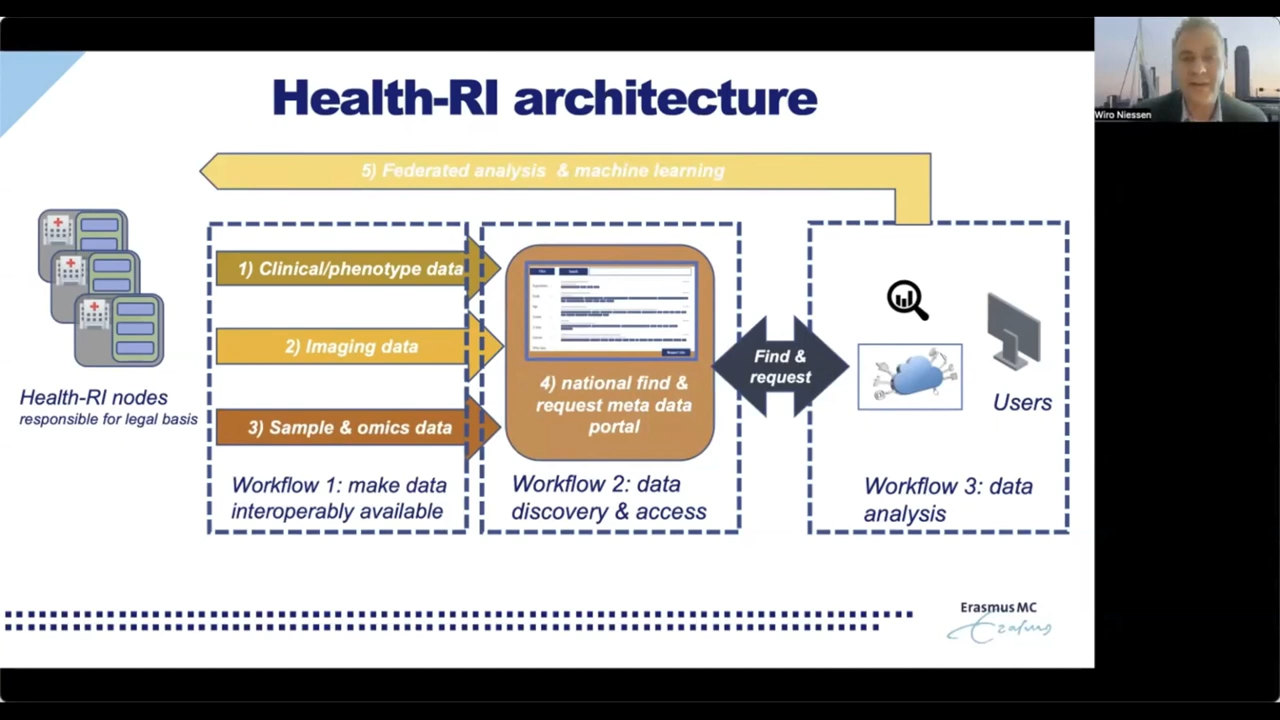 Health-RI architecture
Wiro Niessen
5) Federated analysis & machine learning
1) Clinical/phenotype data
2) Imaging data
3) Sample & omics data
4) national find &
request meta data
portal
Find &
request
Health-RI nodes
responsible for legal basis
Users
Workflow 1: make data
interoperably available
Workflow 2: data
discovery & access
Workflow 3: data
analysis
Erasmus MC
Erasmus